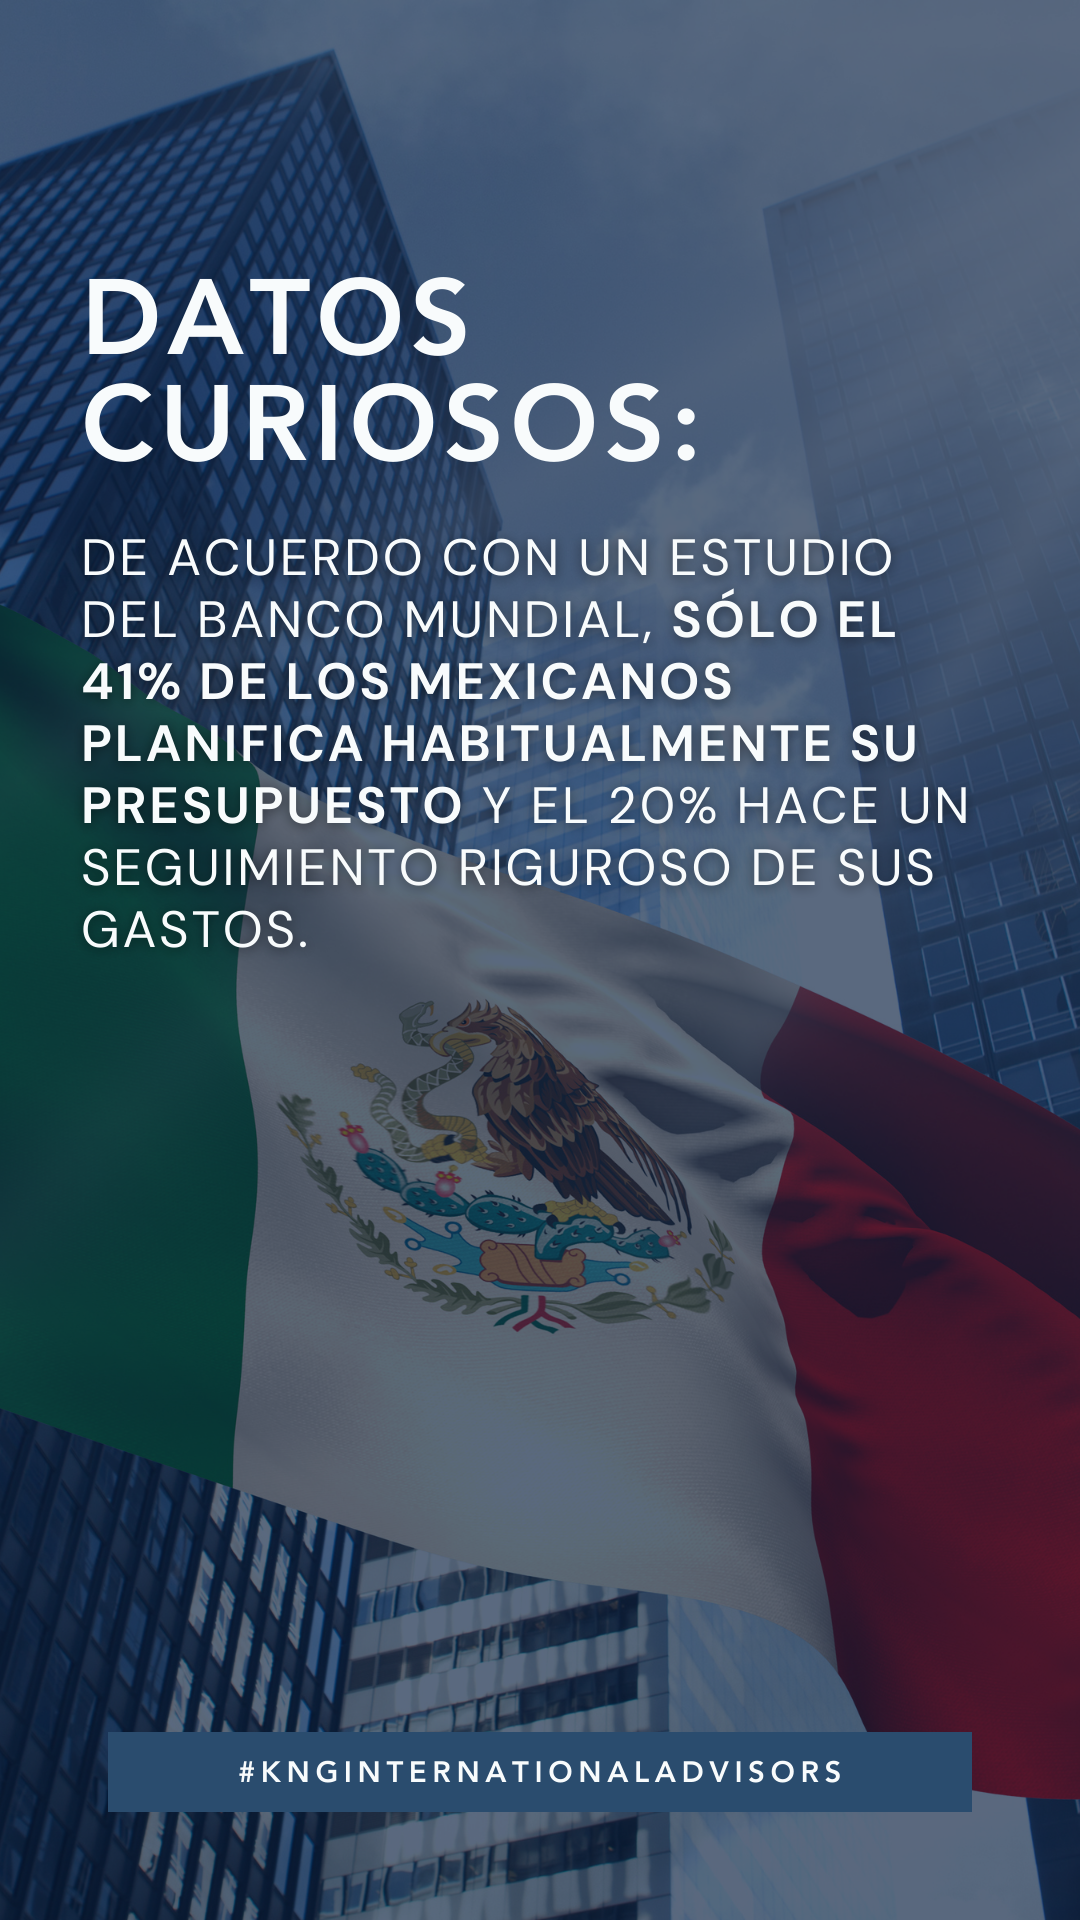 DATOS
CURIOSOS:
DE ACUERDO CON UN ESTUDIO
DEL BANCO MUNDIAL, SÓLO EL
41% DE LOS MEXICANOS
PLANIFICA HABITUALMENTE SU
PRESUPUESTO Y EL 20% HACE UN
SEGUIMIENTO RIGUROSO DE SUS
GASTOS.
#KNGINTERNATIONALADVISORS